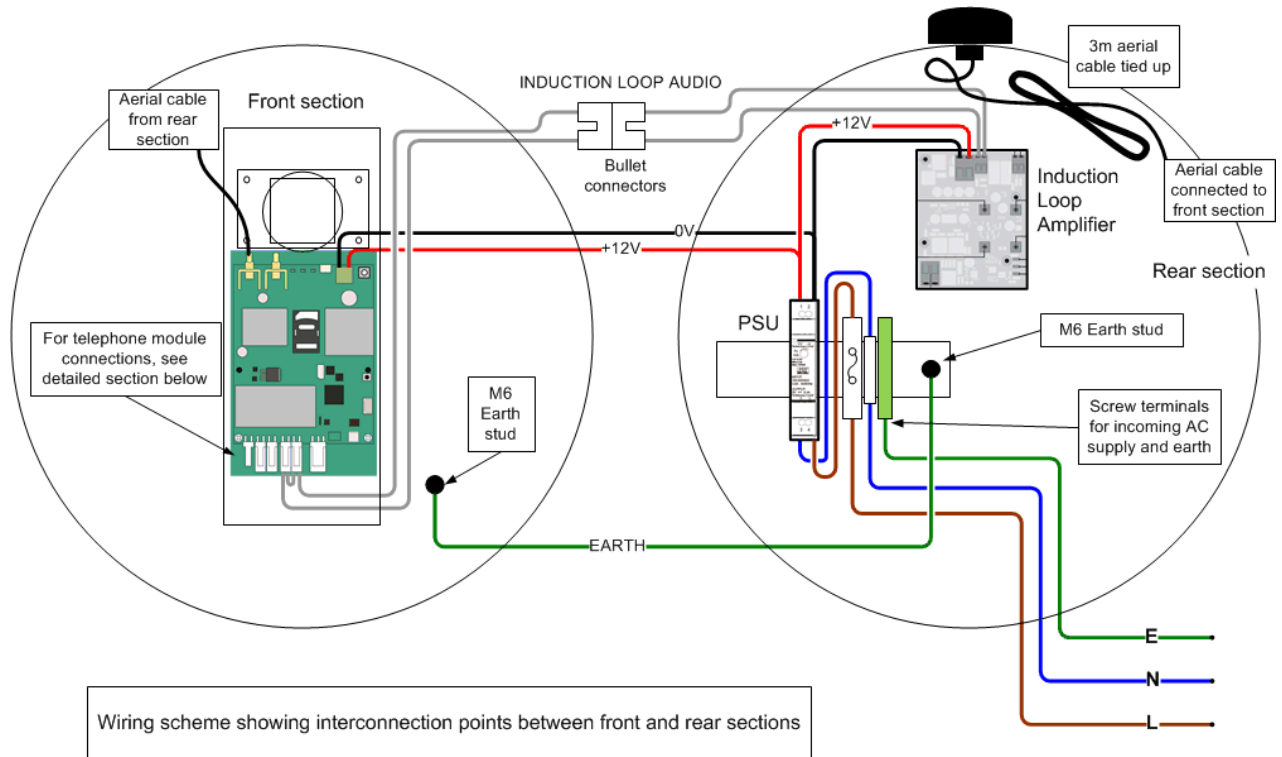 INDUCTION LOOP AUDIO
3m aerial
cable tied up
Aerial cable
from rear
section
Front section
+12V
Bullet
connectors
Induction
Loop
Amplifier
Aerial cable
connected to
front section
0V
+12V
Rear section
PSU
M6 Earth stud
For telephone module
connections, see
detailed section below
M6
Earth
stud
Screw terminals
for incoming AC
supply and earth
EARTH
E
N
L
Wiring scheme showing interconnection points between front and rear sections